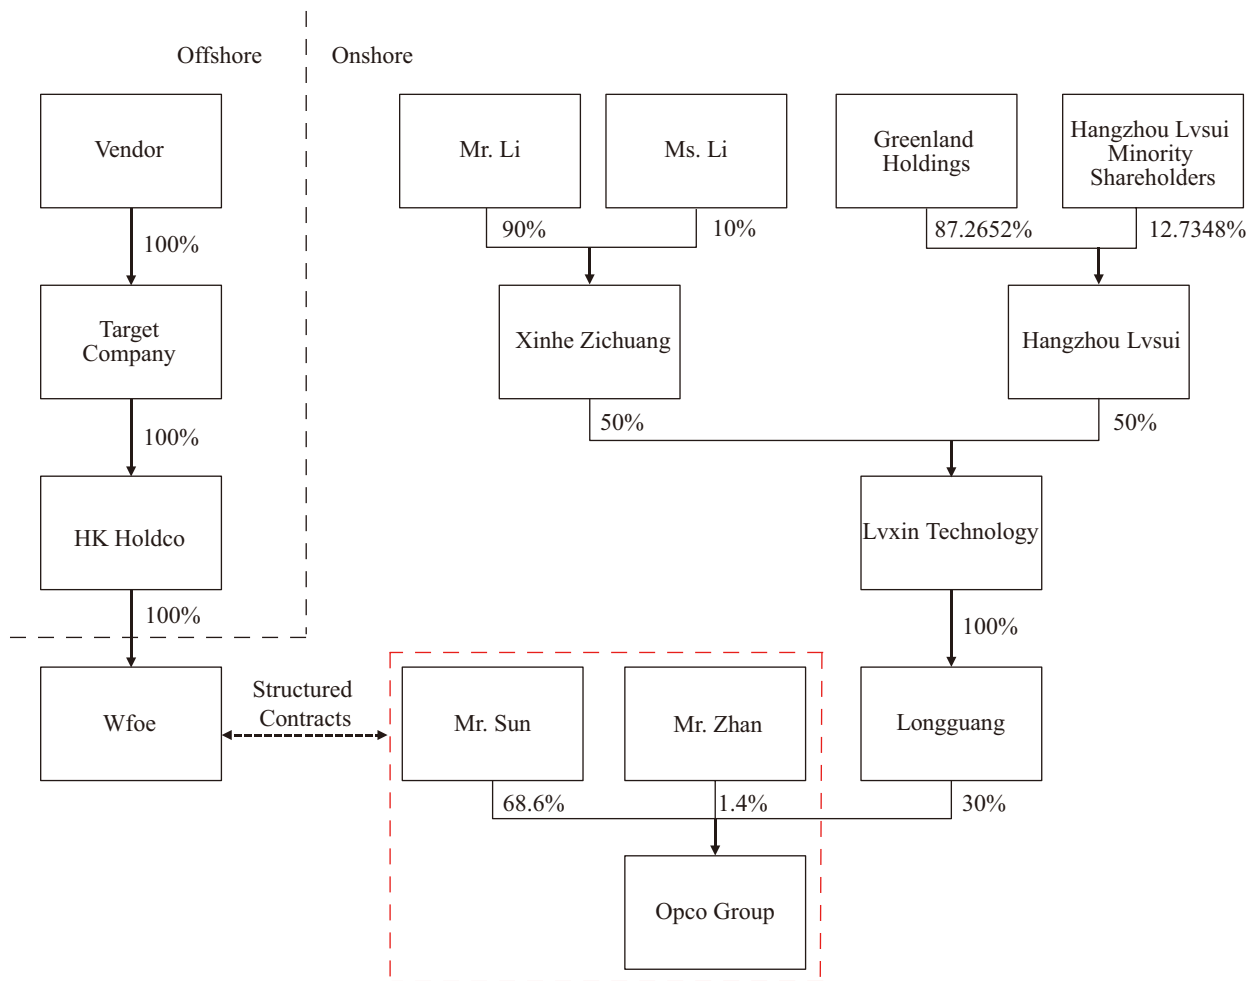 Offshore
Onshore
Vendor
Mr. Li
Ms. Li
Greenland
Holdings
Hangzhou Lvsui
Minority
Shareholders
100%
90%
10%
87.2652%
12.7348%
Target
Company
Xinhe Zichuang
Hangzhou Lvsui
100%
50%
50%
HK Holdco
Lvxin Technology
100%
100%
Wfoe
Structured
Contracts
Mr. Sun
Mr. Zhan
Longguang
68.6%
1.4%
30%
Opco Group